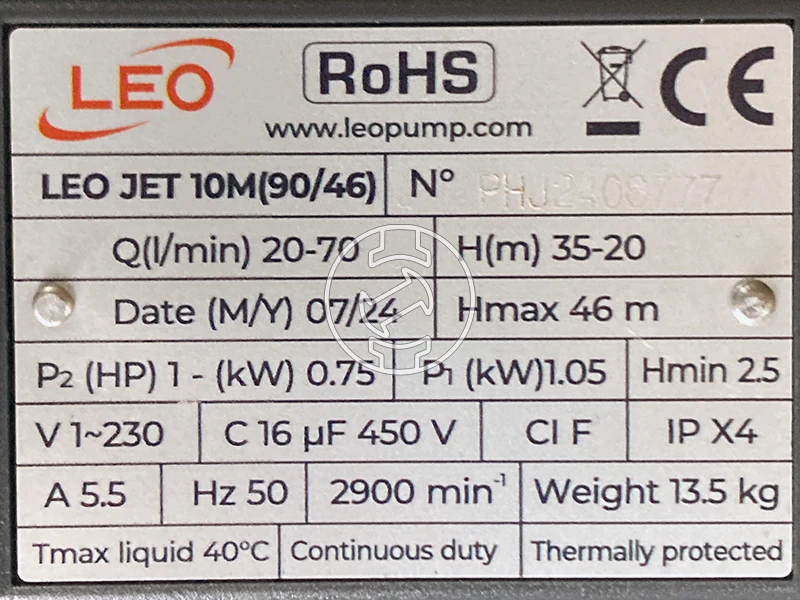 LEO RoHS CE
www.leopump.com
LEO JET 10M(90/46) N° PHJ2406777
Q(l/min) 20-70 H(m) 35-20
Date (M/Y) 07/24 Hmax 46 m
P2 (HP) 1 - (kW) 0.75 P1 (kW)1.05 Hmin 2.5
V 1~230 C 16 µF 450 V Cl F IP X4
A 5.5 Hz 50 2900 min⁻¹ Weight 13.5 kg
Tmax liquid 40°C Continuous duty Thermally protected